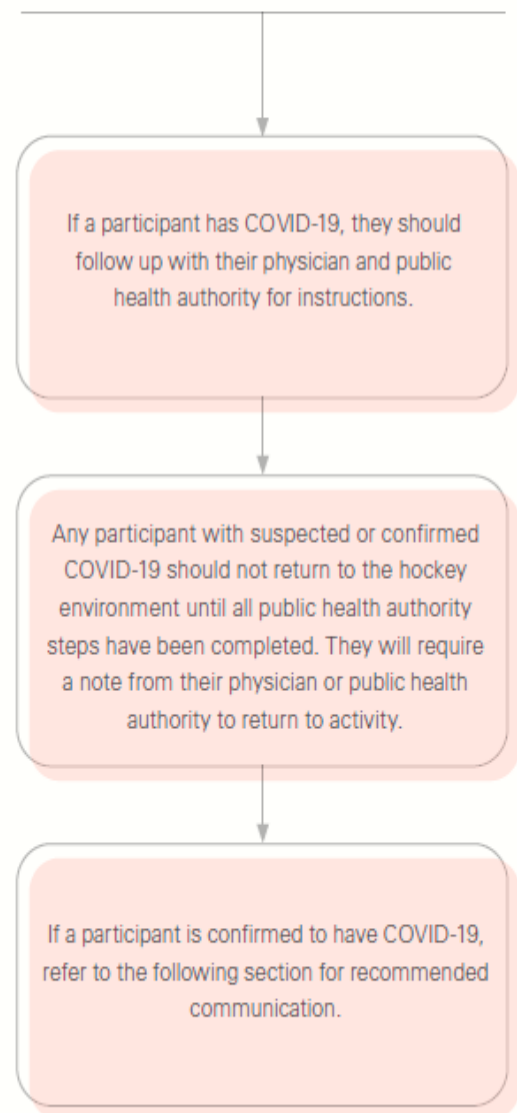 If a participant has COVID-19, they should
follow up with their physician and public
health authority for instructions.
Any participant with suspected or confirmed
COVID-19 should not return to the hockey
environment until all public health authority
steps have been completed. They will require
a note from their physician or public health
authority to return to activity.
If a participant is confirmed to have COVID-19,
refer to the following section for recommended
communication.